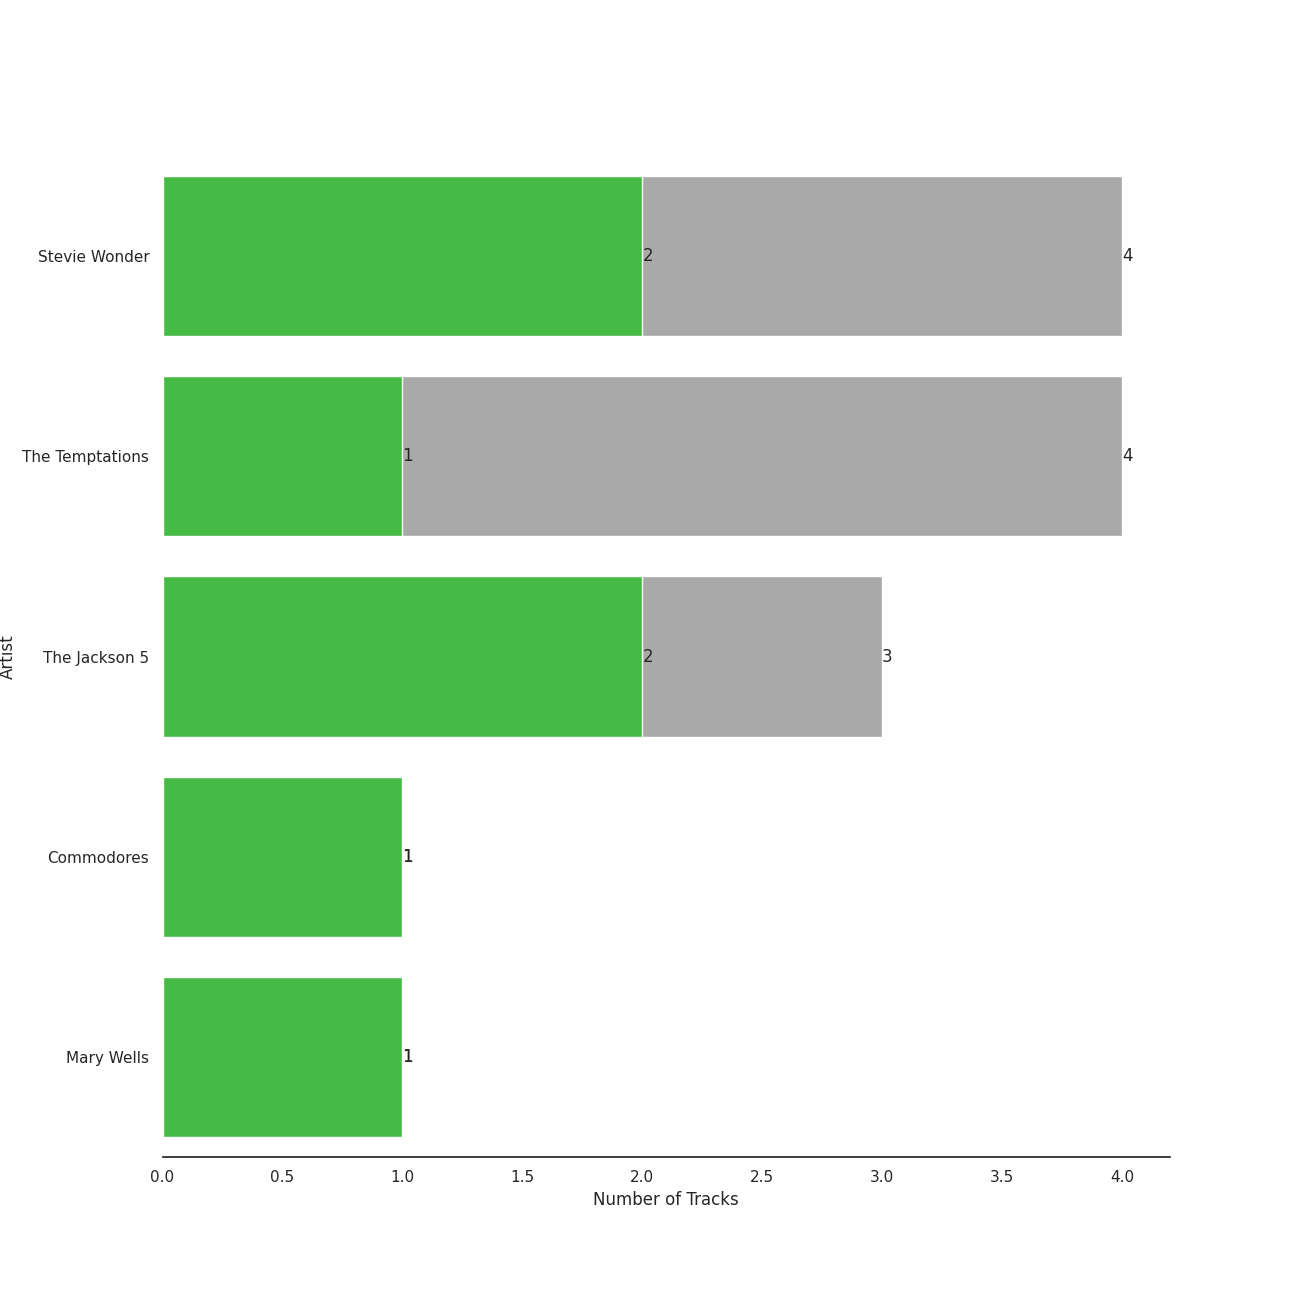 Stevie Wonder 2 4
The Temptations 1 4
The Jackson 5 2 3
Artist
Commodores 1
Mary Wells 1
0.0 0.5 1.0 1.5 2.0 2.5 3.0 3.5 4.0
Number of Tracks